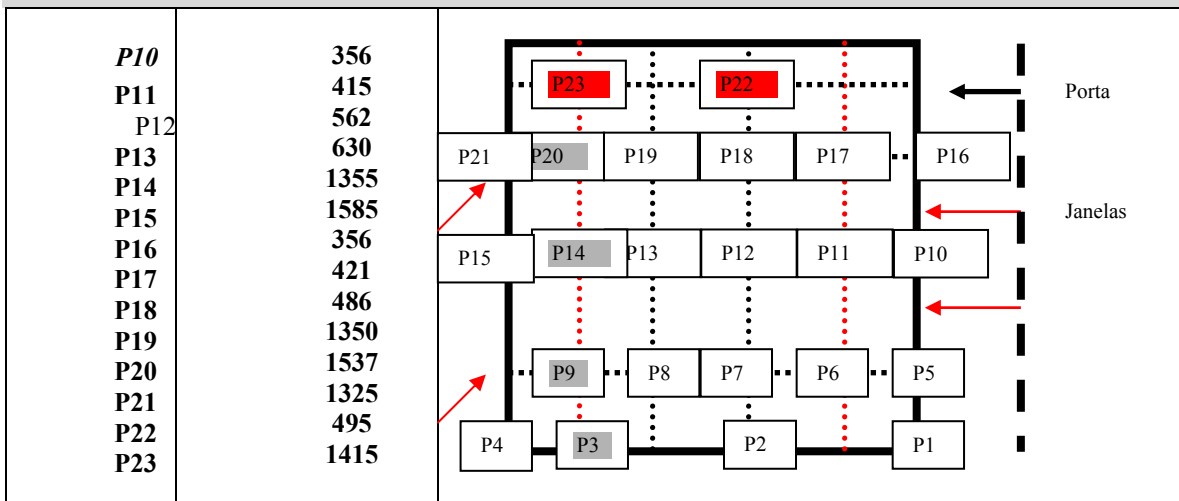 P10 356
P11 415
P12 562
P13 630
P14 1355
P15 1585
P16 356
P17 421
P18 486
P19 1350
P20 1537
P21 1325
P22 495
P23 1415
P23 P22 Porta
P21 P20 P19 P18 P17 P16
Janelas
P15 P14 P13 P12 P11 P10
P9 P8 P7 P6 P5
P4 P3 P2 P1